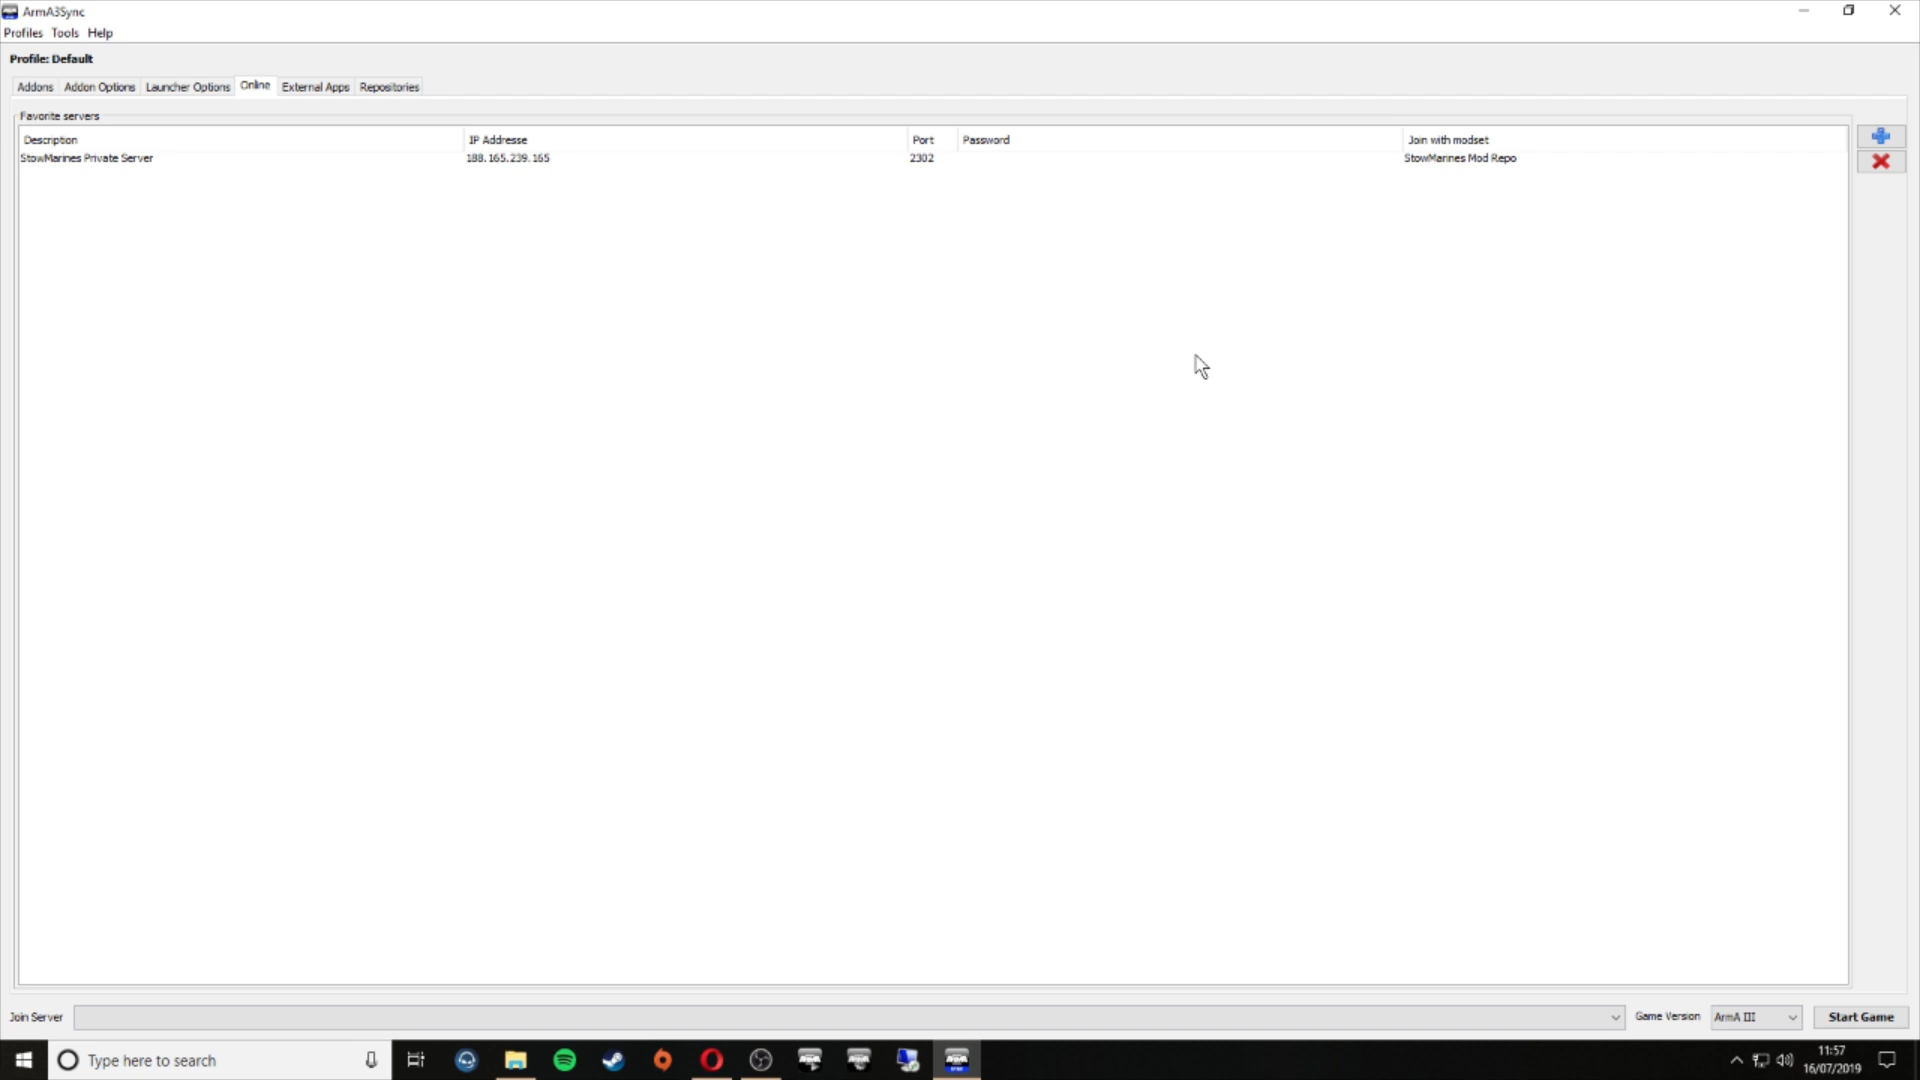 ArmA3Sync
Profiles Tools Help
Profile: Default
Addons Addon Options Launcher Options Online External Apps Repositories
Favorite servers
Description IP Addresse Port Password Join with modset
StowMarines Private Server 188.165.239.165 2302 StowMarines Mod Repo
Join Server Game Version ArmA III Start Game
Type here to search
11:57
16/07/2019